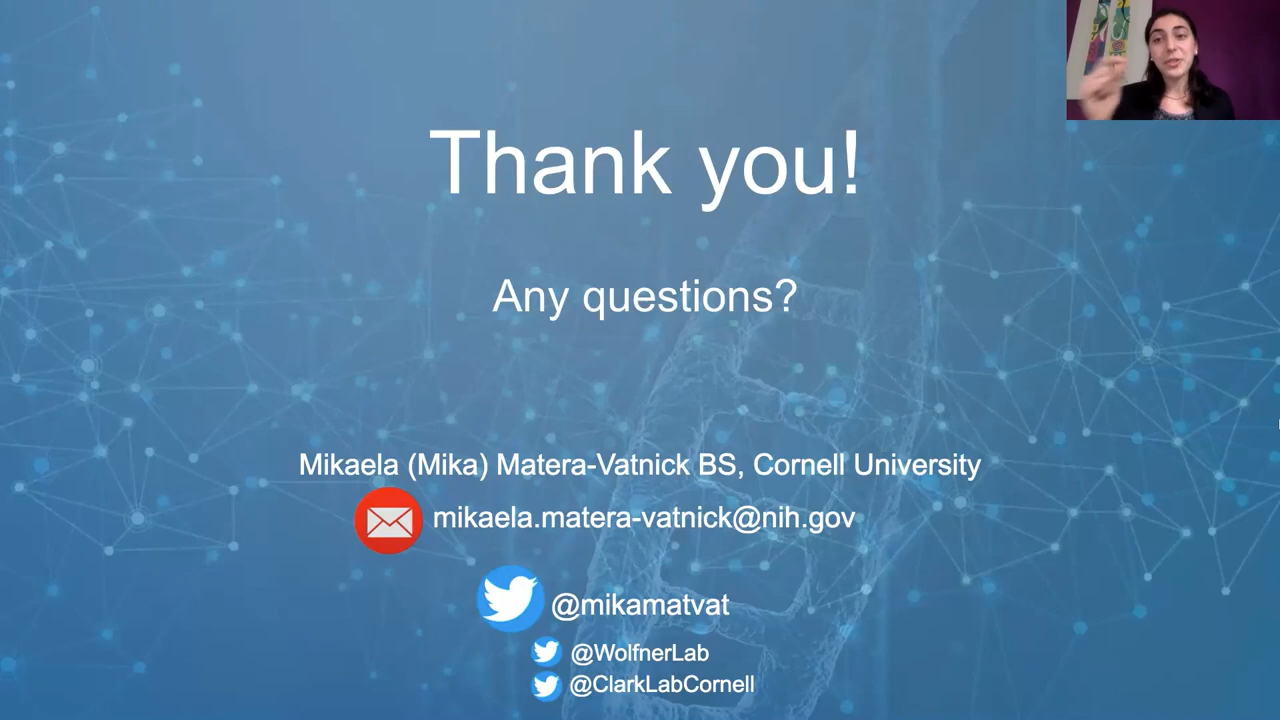 Thank you!
Any questions?
Mikaela (Mika) Matera-Vatnick BS, Cornell University
mikaela.matera-vatnick@nih.gov
@mikamatvat
@WolfnerLab
@ClarkLabCornell